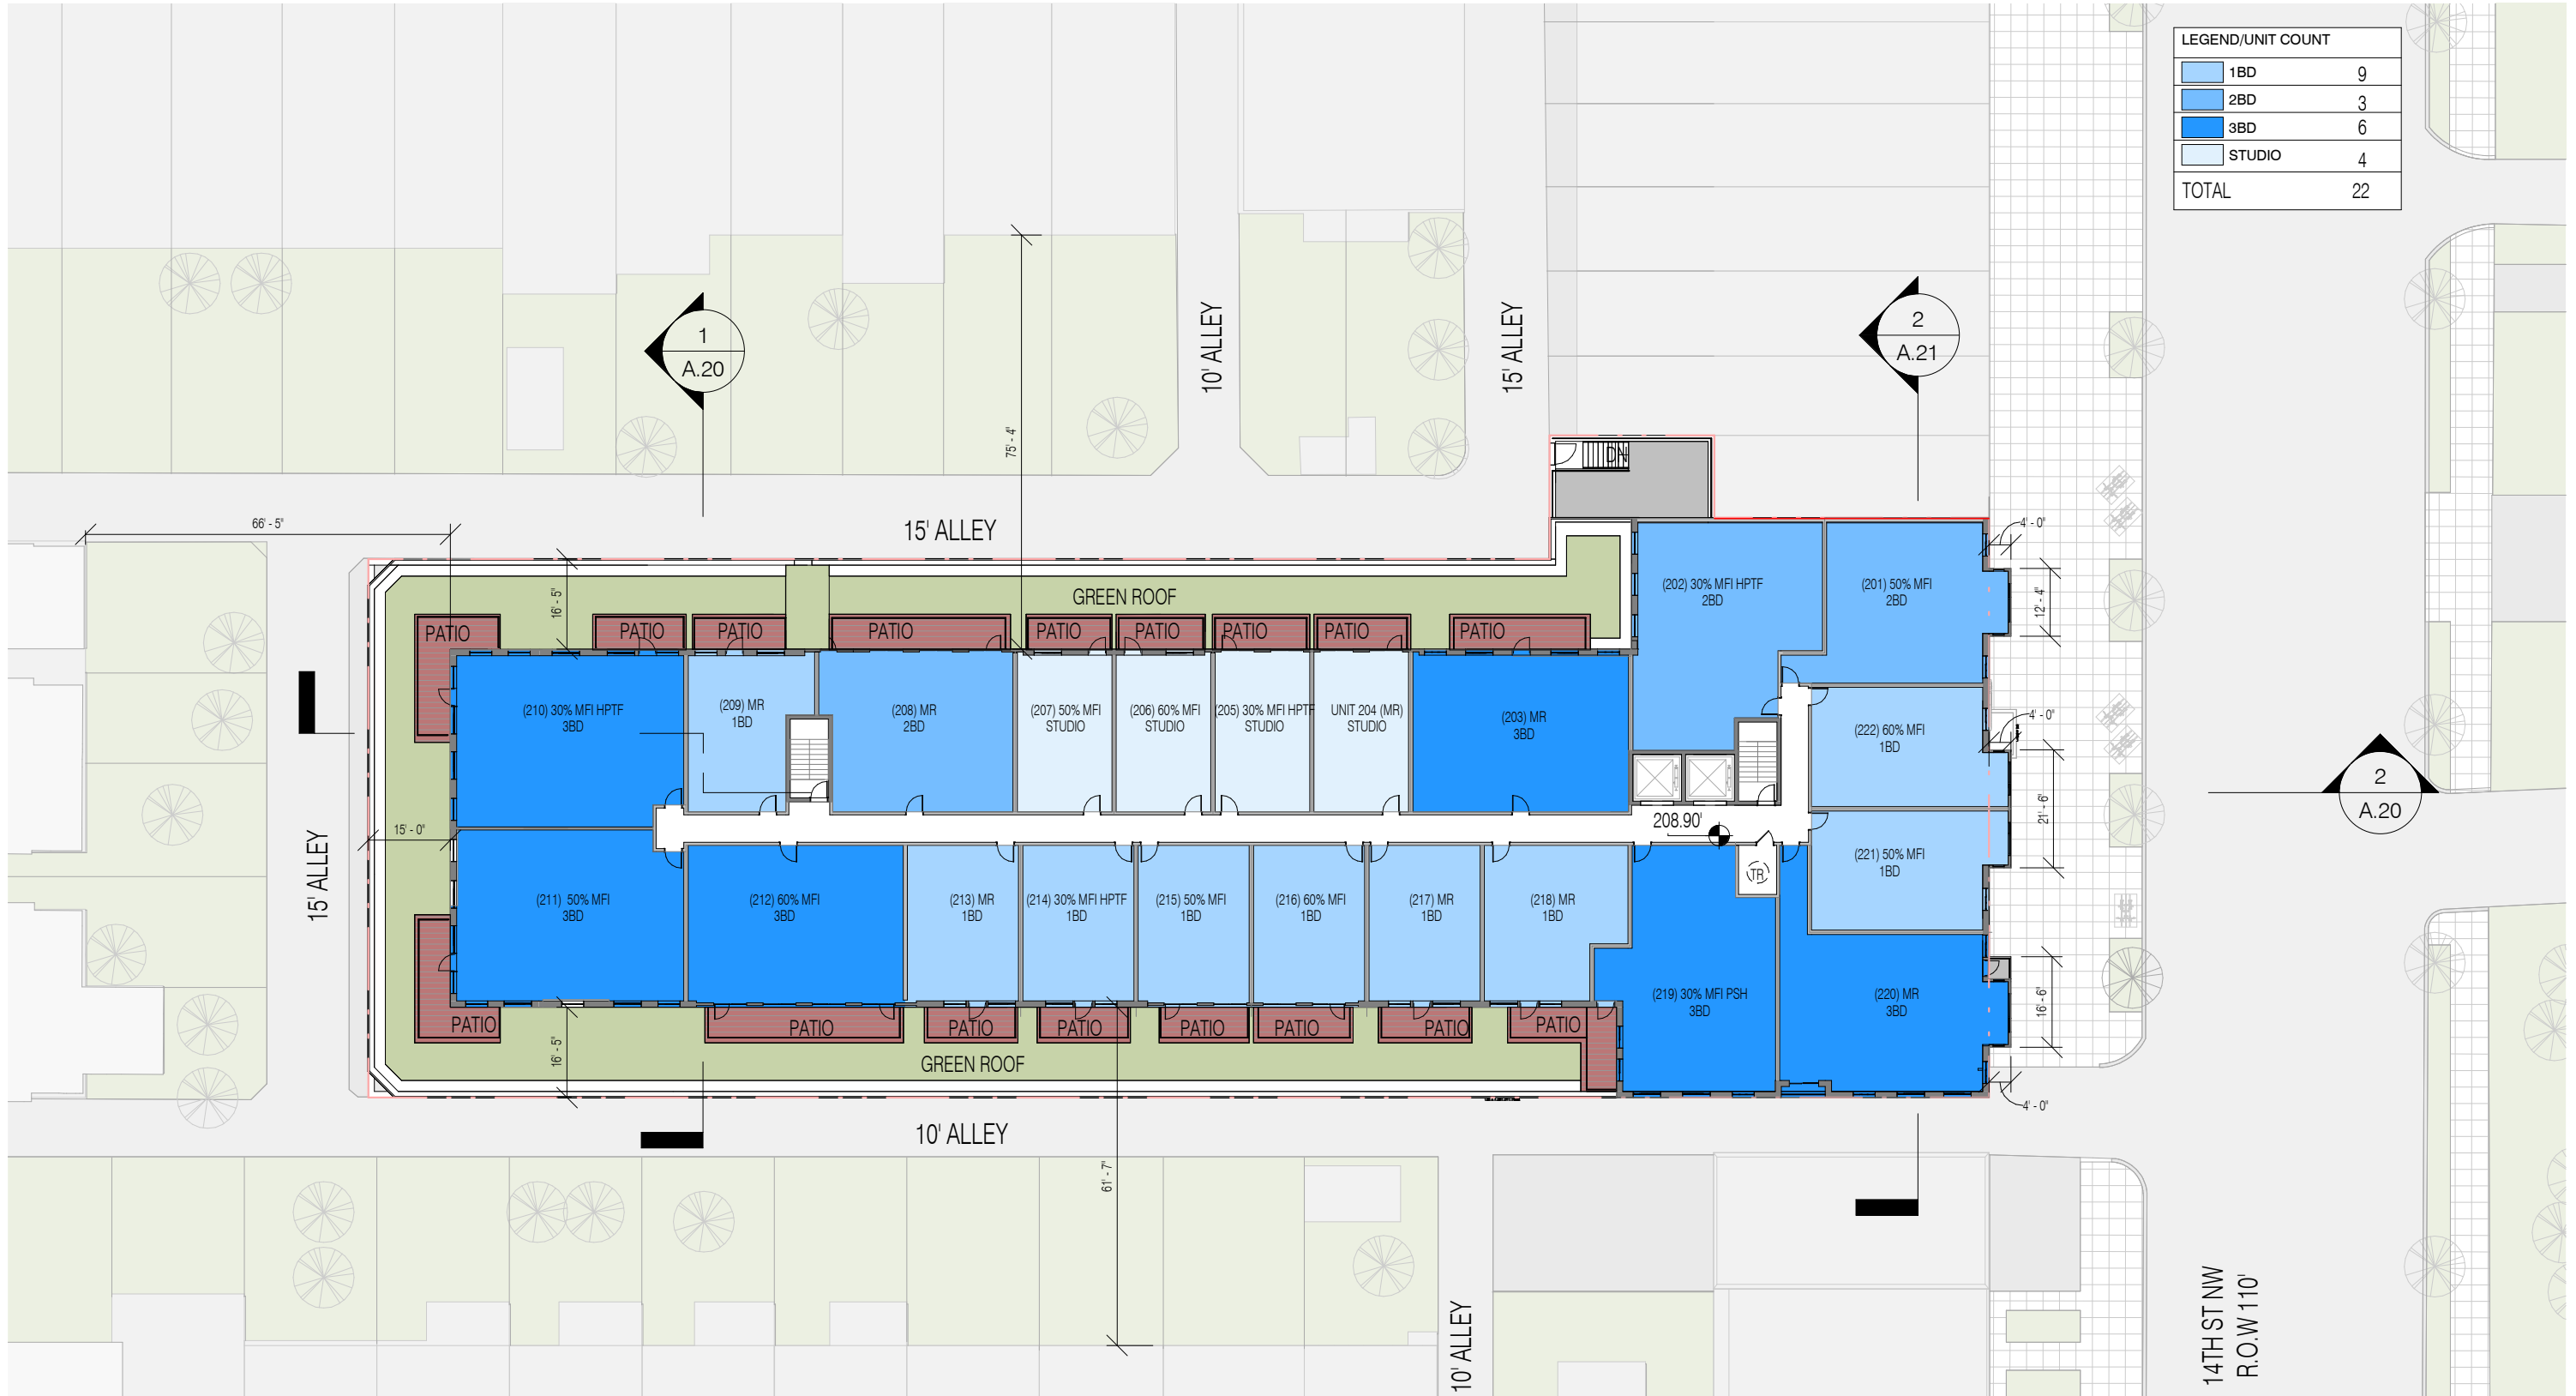 LEGEND/UNIT COUNT
1BD 9
2BD 3
3BD 6
STUDIO 4
TOTAL 22
1
A.20
2
A.21
10' ALLEY
15' ALLEY
75' - 4"
DN
66' - 5"
15' ALLEY
4' - 0"
12' - 4"
16' - 5"
GREEN ROOF
(202) 30% MFI HPTF
2BD
(201) 50% MFI
2BD
PATIO
PATIO
PATIO
PATIO
PATIO
PATIO
PATIO
PATIO
PATIO
(210) 30% MFI HPTF
3BD
(209) MR
1BD
(208) MR
2BD
(207) 50% MFI
STUDIO
(206) 60% MFI
STUDIO
(205) 30% MFI HPTF
STUDIO
UNIT 204 (MR)
STUDIO
(203) MR
3BD
(222) 60% MFI
1BD
4' - 0"
21' - 6"
2
A.20
208.90'
15' - 0"
15' ALLEY
TR
(221) 50% MFI
1BD
(211) 50% MFI
3BD
(212) 60% MFI
3BD
(213) MR
1BD
(214) 30% MFI HPTF
1BD
(215) 50% MFI
1BD
(216) 60% MFI
1BD
(217) MR
1BD
(218) MR
1BD
(219) 30% MFI PSH
3BD
(220) MR
3BD
16' - 6"
PATIO
PATIO
PATIO
PATIO
PATIO
PATIO
PATIO
PATIO
16' - 5"
GREEN ROOF
4' - 0"
10' ALLEY
61' - 7"
10' ALLEY
14TH ST NW
R.O.W 110'